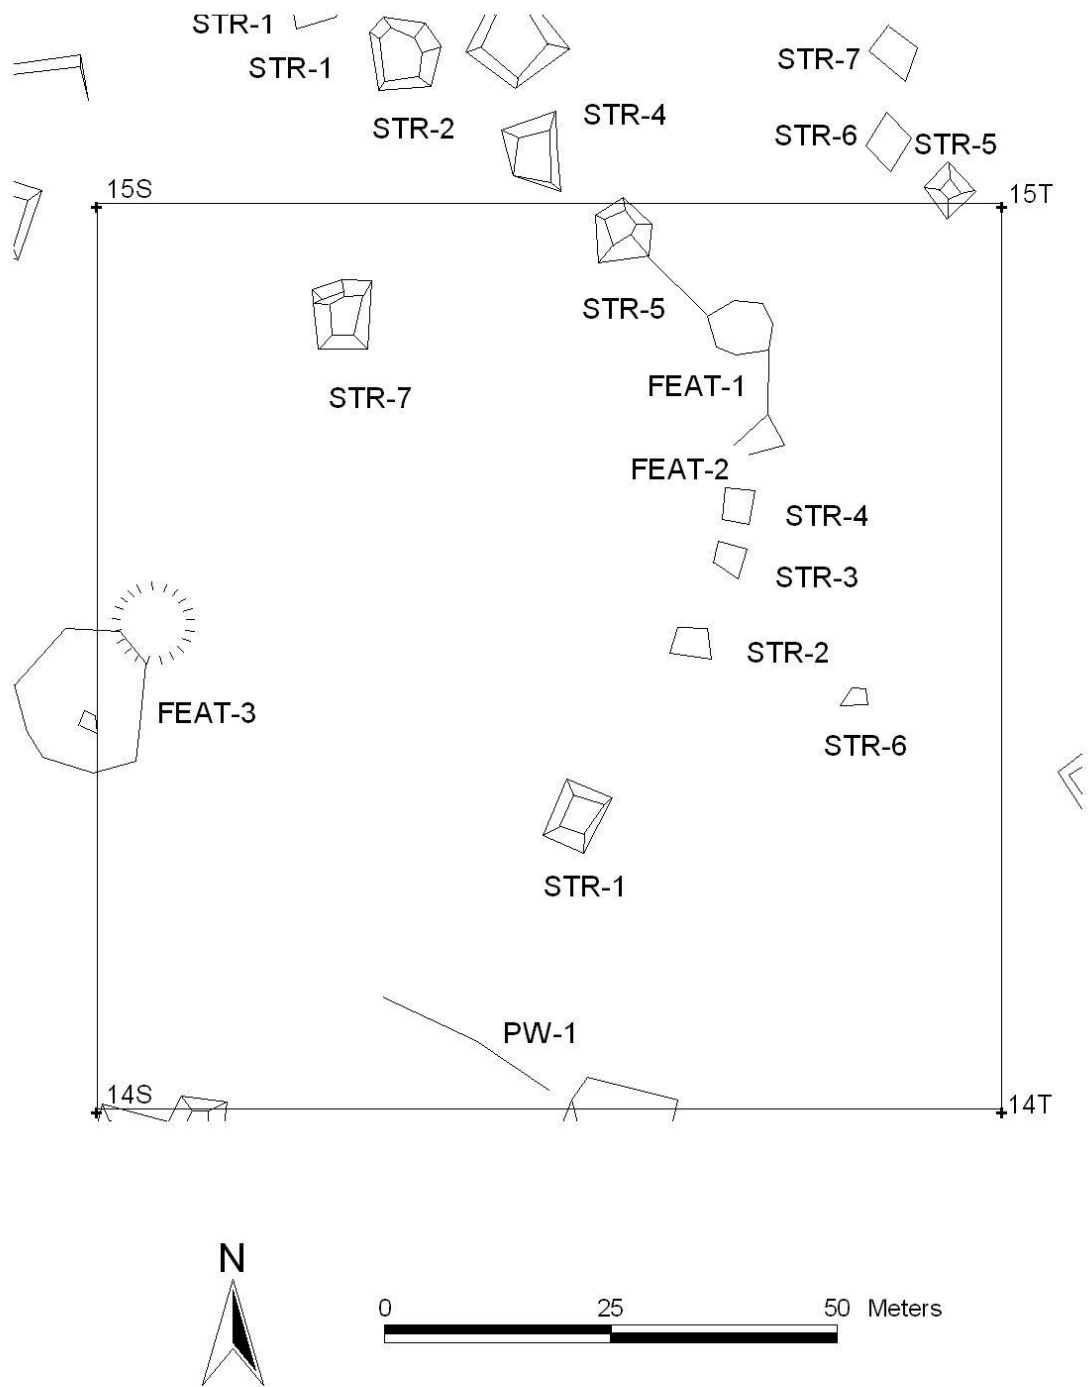 STR-1
STR-1
STR-2
STR-4
STR-7
STR-6
STR-5
15S
15T
STR-5
FEAT-1
STR-7
FEAT-2
STR-4
STR-3
STR-2
FEAT-3
STR-6
STR-1
PW-1
14S
14T
N
0 25 50 Meters